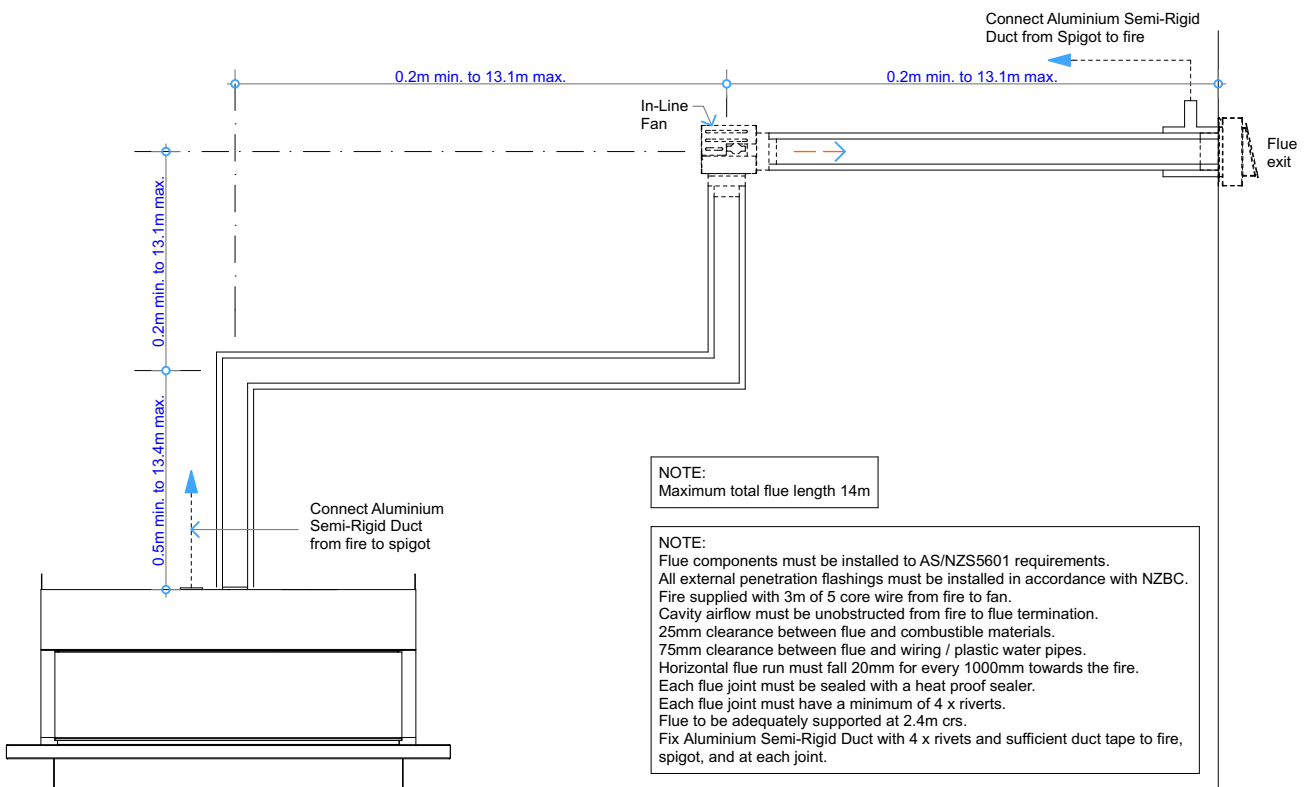 Connect Aluminium Semi-Rigid
Duct from Spigot to fire
0.2m min. to 13.1m max.
0.2m min. to 13.1m max.
In-Line
Fan
Flue
exit
0.2m min. to 13.1m max.
0.5m min. to 13.4m max.
Connect Aluminium
Semi-Rigid Duct
from fire to spigot
NOTE:
Maximum total flue length 14m
NOTE:
Flue components must be installed to AS/NZS5601 requirements.
All external penetration flashings must be installed in accordance with NZBC.
Fire supplied with 3m of 5 core wire from fire to fan.
Cavity airflow must be unobstructed from fire to flue termination.
25mm clearance between flue and combustible materials.
75mm clearance between flue and wiring / plastic water pipes.
Horizontal flue run must fall 20mm for every 1000mm towards the fire.
Each flue joint must be sealed with a heat proof sealer.
Each flue joint must have a minimum of 4 x riverts.
Flue to be adequately supported at 2.4m crs.
Fix Aluminium Semi-Rigid Duct with 4 x rivets and sufficient duct tape to fire,
spigot, and at each joint.